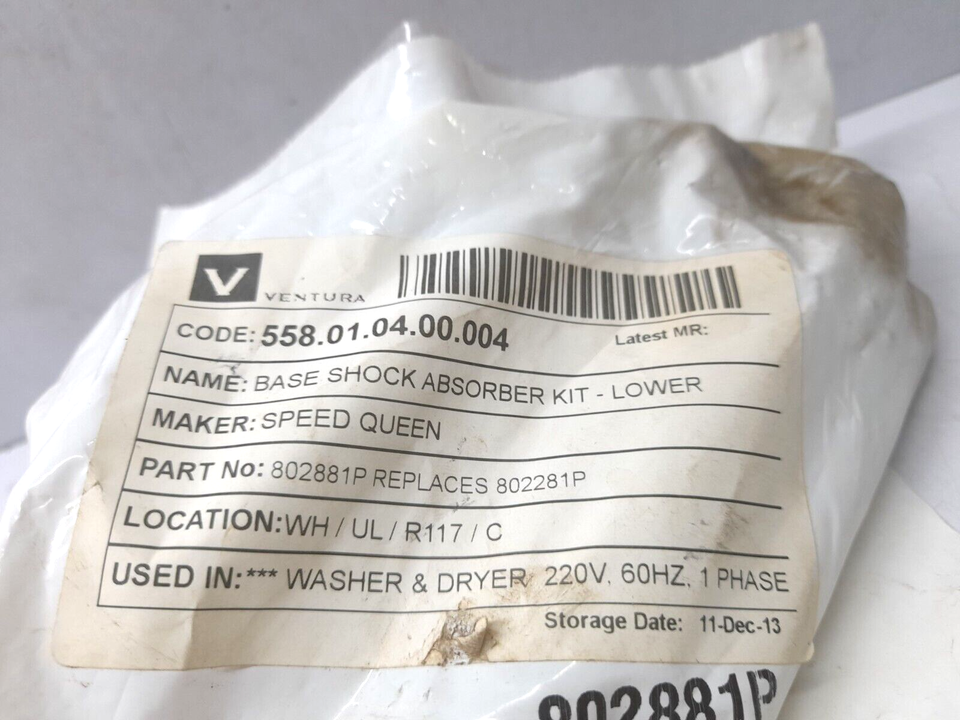 V VENTURA
CODE: 558.01.04.00.004 Latest MR:
NAME: BASE SHOCK ABSORBER KIT - LOWER
MAKER: SPEED QUEEN
PART No: 802881P REPLACES 802281P
LOCATION: WH / UL / R117 / C
USED IN: *** WASHER & DRYER 220V, 60HZ, 1 PHASE
Storage Date: 11-Dec-13
802881P